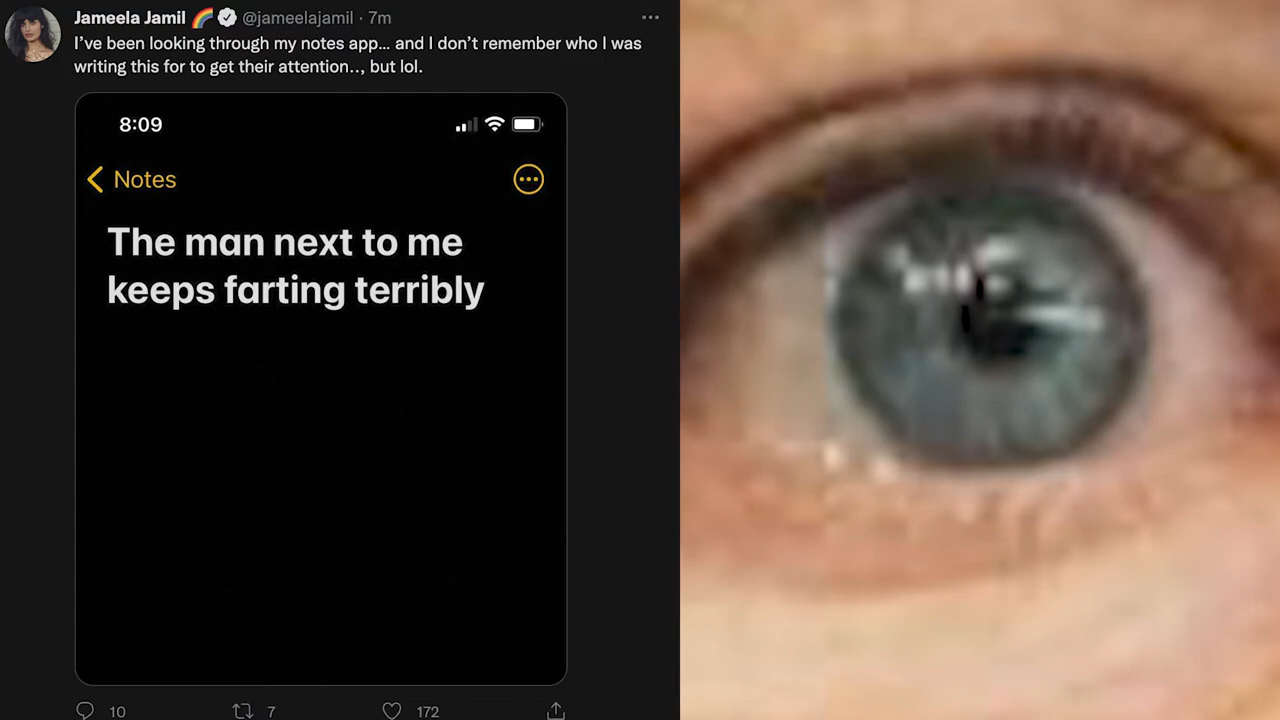 Jameela Jamil 🌈 @jameelajamil · 7m
I’ve been looking through my notes app... and I don’t remember who I was
writing this for to get their attention.., but lol.
8:09
Notes
The man next to me
keeps farting terribly
10 7 172